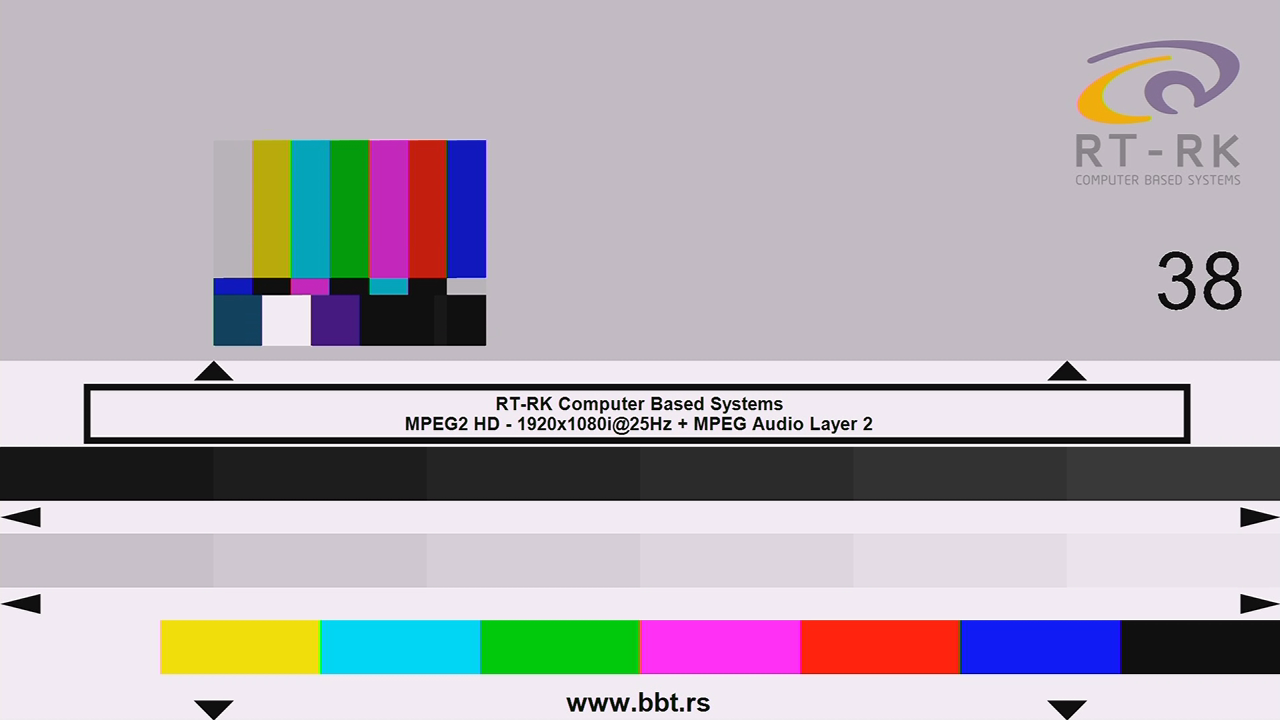 RT-RK
COMPUTER BASED SYSTEMS
38
RT-RK Computer Based Systems
MPEG2 HD - 1920x1080i@25Hz + MPEG Audio Layer 2
www.bbt.rs